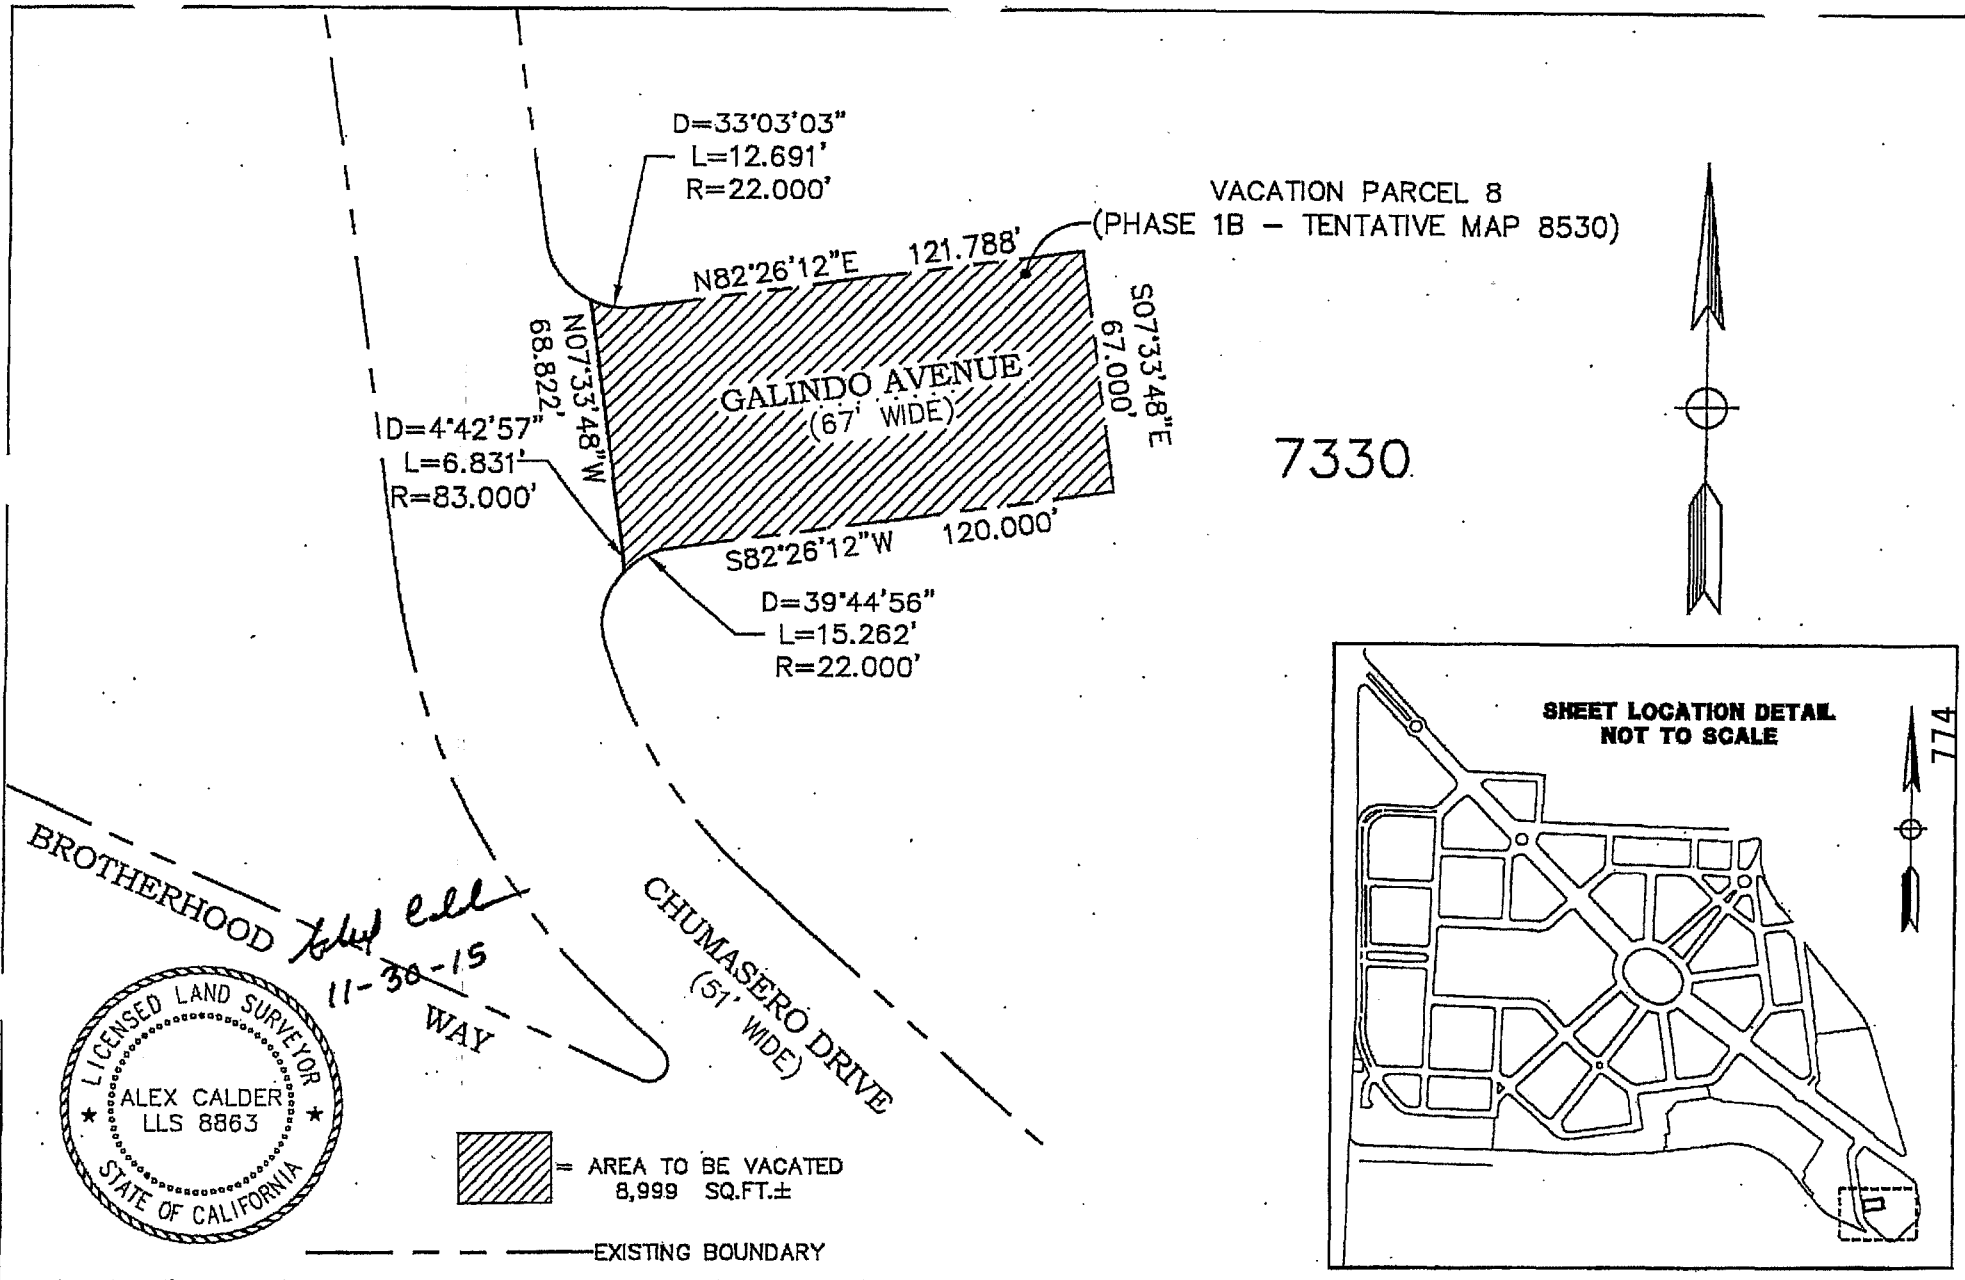 D=33°03'03"
L=12.691'
R=22.000'
VACATION PARCEL 8
(PHASE 1B – TENTATIVE MAP 8530)
N82°26'12"E 121.788'
S07°33'48"E
67.000'
N07°33'48"W
68.822'
GALINDO AVENUE
(67' WIDE)
D=4°42'57"
L=6.831'
R=83.000'
7330
S82°26'12"W 120.000'
D=39°44'56"
L=15.262'
R=22.000'
SHEET LOCATION DETAIL
NOT TO SCALE
774
BROTHERHOOD
WAY
11-30-15
CHUMASERO DRIVE
(51' WIDE)
LICENSED LAND SURVEYOR
ALEX CALDER
LLS 8863
STATE OF CALIFORNIA
= AREA TO BE VACATED
8,999 SQ.FT.±
EXISTING BOUNDARY